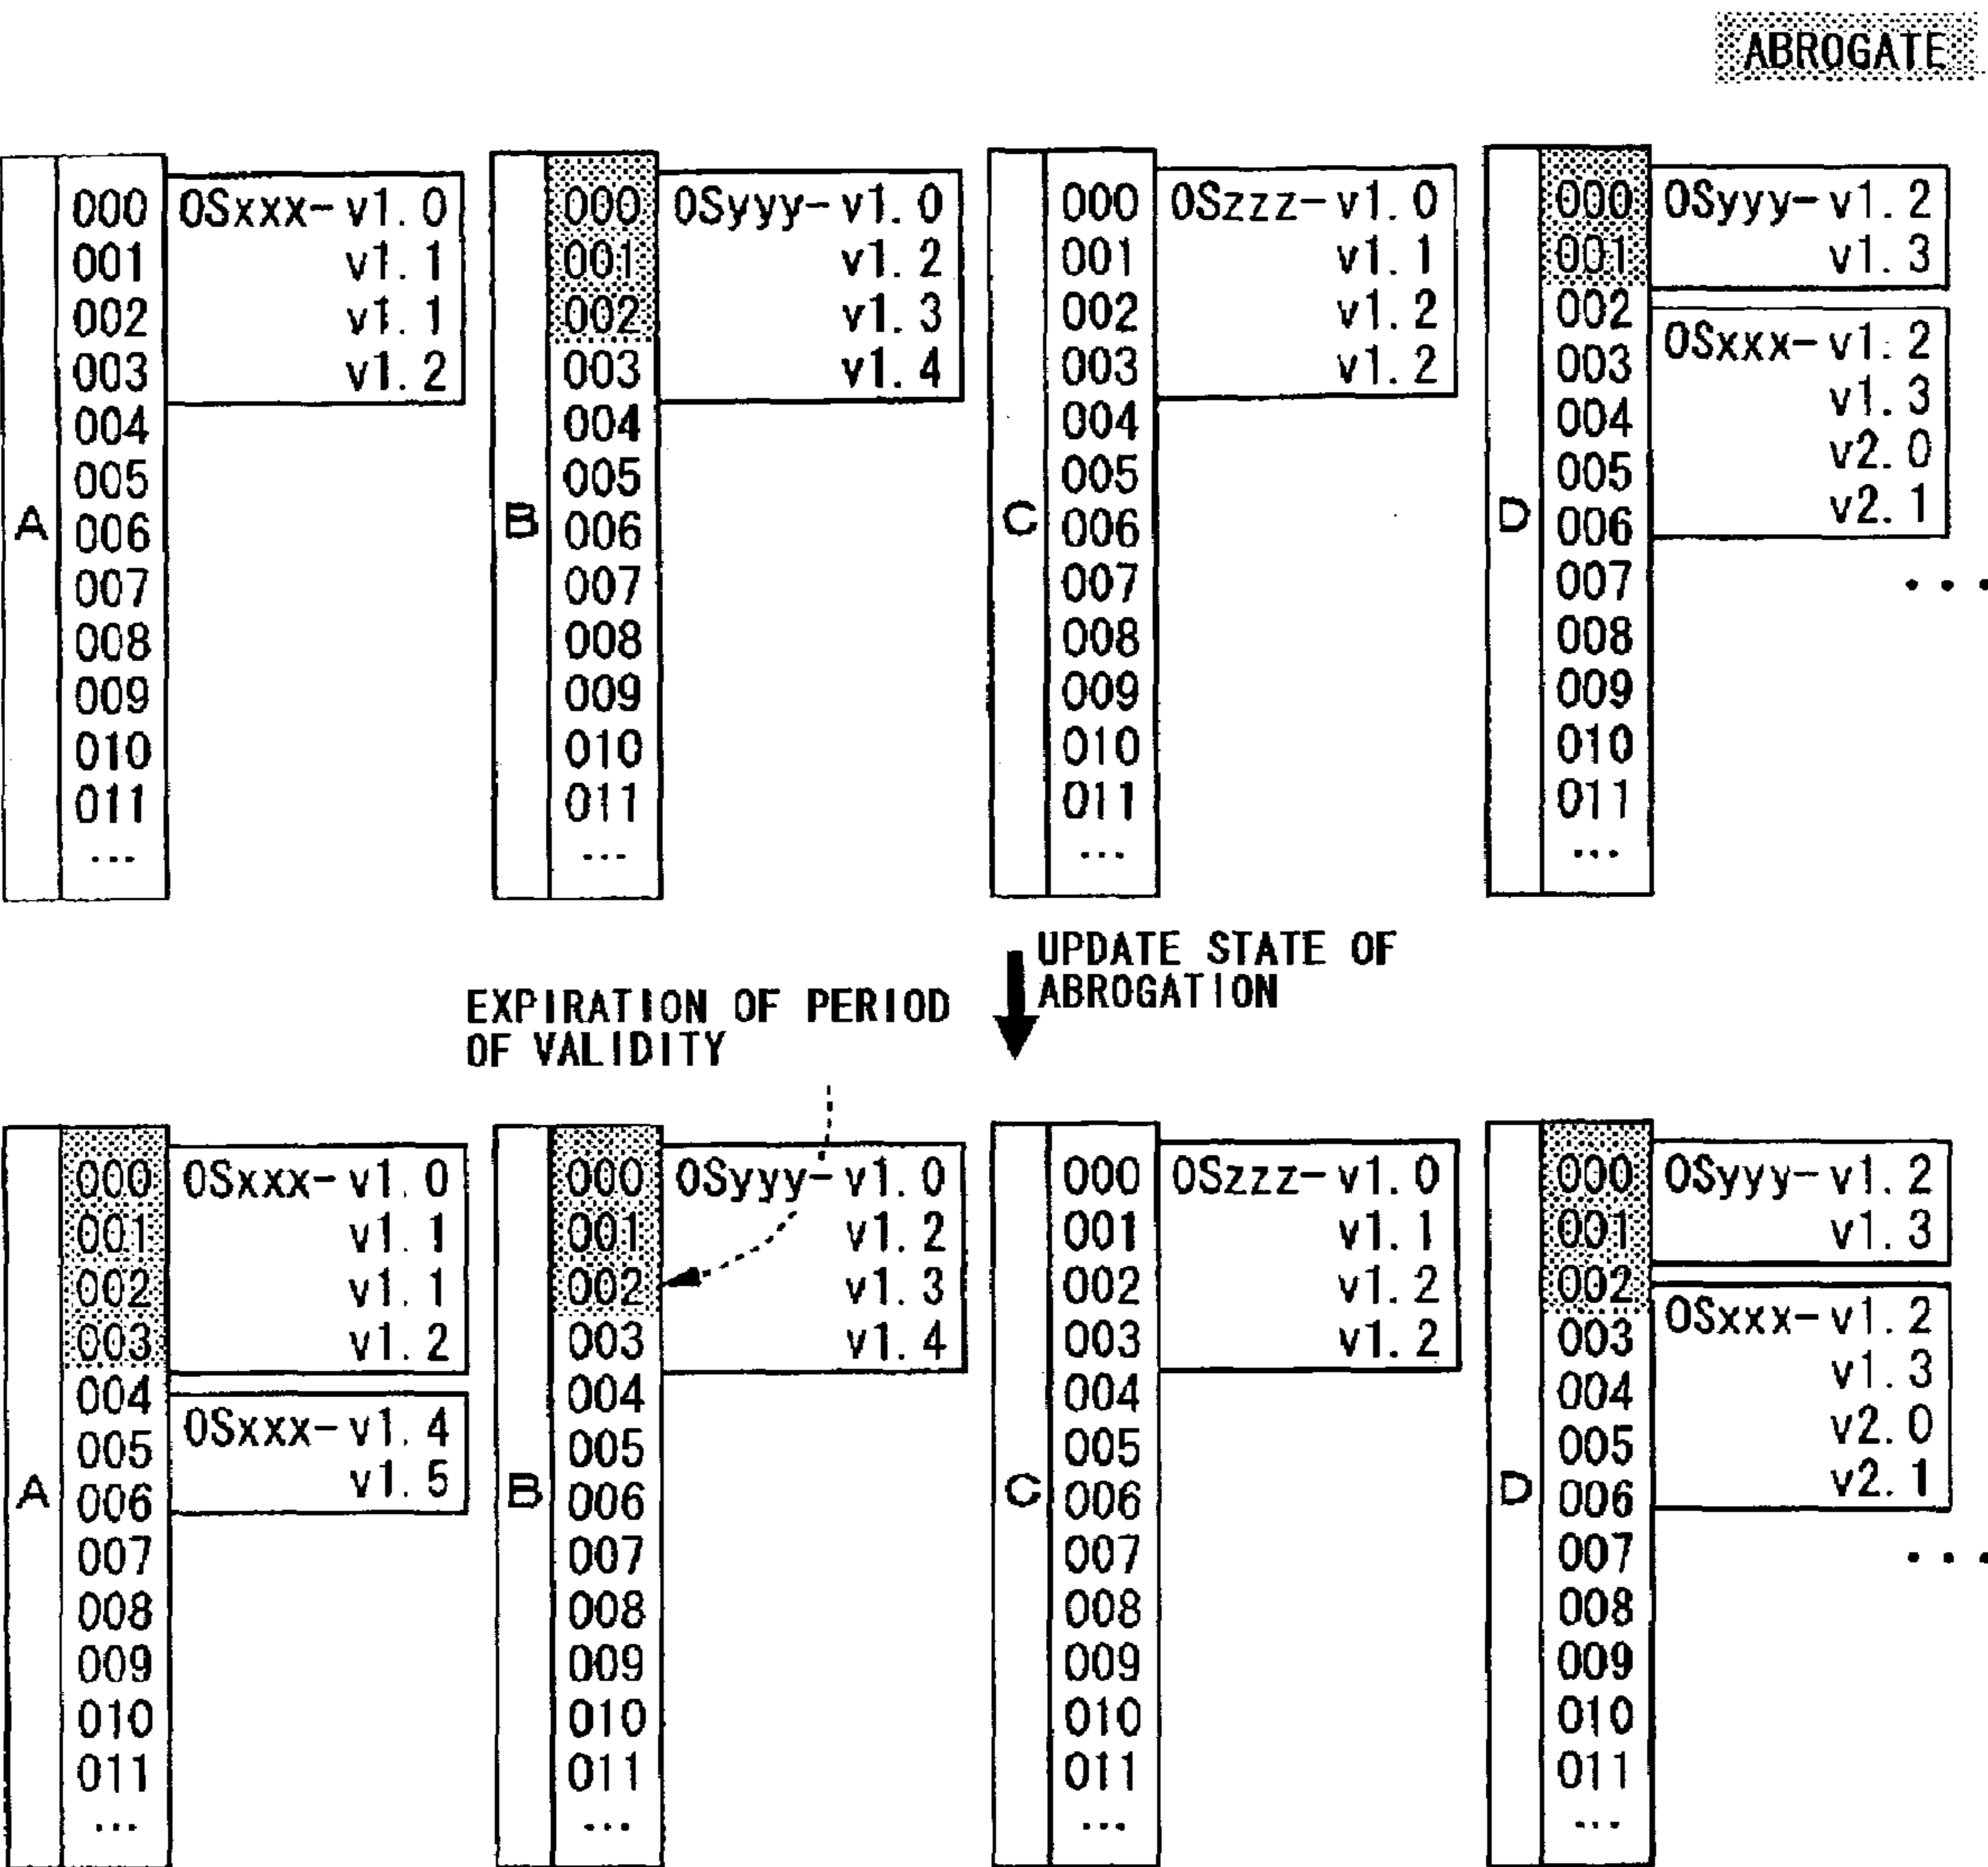 ABROGATE
A
000
001
002
003
004
005
006
007
008
009
010
011
...
OSxxx-v1.0
v1.1
v1.1
v1.2
B
000
001
002
003
004
005
006
007
008
009
010
011
...
OSyyy-v1.0
v1.2
v1.3
v1.4
C
000
001
002
003
004
005
006
007
008
009
010
011
...
OSzzz-v1.0
v1.1
v1.2
v1.2
D
000
001
002
003
004
005
006
007
008
009
010
011
...
OSyyy-v1.2
v1.3
OSxxx-v1.2
v1.3
v2.0
v2.1
...
UPDATE STATE OF
ABROGATION
EXPIRATION OF PERIOD
OF VALIDITY
A
000
001
002
003
004
005
006
007
008
009
010
011
...
OSxxx-v1.0
v1.1
v1.1
v1.2
OSxxx-v1.4
v1.5
B
000
001
002
003
004
005
006
007
008
009
010
011
...
OSyyy-v1.0
v1.2
v1.3
v1.4
C
000
001
002
003
004
005
006
007
008
009
010
011
...
OSzzz-v1.0
v1.1
v1.2
v1.2
D
000
001
002
003
004
005
006
007
008
009
010
011
...
OSyyy-v1.2
v1.3
OSxxx-v1.2
v1.3
v2.0
v2.1
...